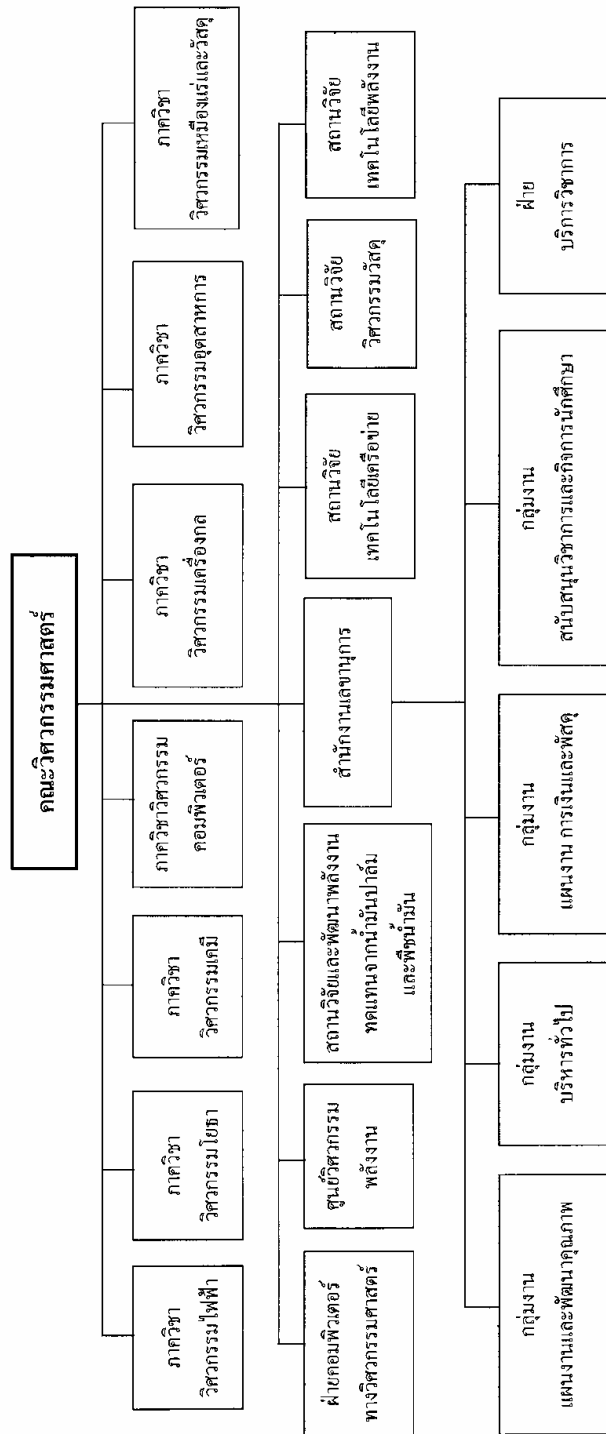 คณะวิศวกรรมศาสตร์
ภาควิชา
วิศวกรรมไฟฟ้า
ภาควิชา
วิศวกรรมโยธา
ภาควิชา
วิศวกรรมเคมี
ภาควิชาวิศวกรรม
คอมพิวเตอร์
ภาควิชา
วิศวกรรมเครื่องกล
ภาควิชา
วิศวกรรมอุตสาหการ
ภาควิชา
วิศวกรรมเหมืองแร่และวัสดุ
ฝ่ายคอมพิวเตอร์
ทางวิศวกรรมศาสตร์
ศูนย์วิศวกรรม
พลังงาน
สถานวิจัยและพัฒนาพลังงาน
ทดแทนจากน้ำมันปาล์ม
และพืชน้ำมัน
สำนักงานเลขานุการ
สถานวิจัย
เทคโนโลยีเครือข่าย
สถานวิจัย
วิศวกรรมวัสดุ
สถานวิจัย
เทคโนโลยีพลังงาน
กลุ่มงาน
แผนงานและพัฒนาคุณภาพ
กลุ่มงาน
บริหารทั่วไป
กลุ่มงาน
แผนงาน การเงินและพัสดุ
กลุ่มงาน
สนับสนุนวิชาการและกิจการนักศึกษา
ฝ่าย
บริการวิชาการ